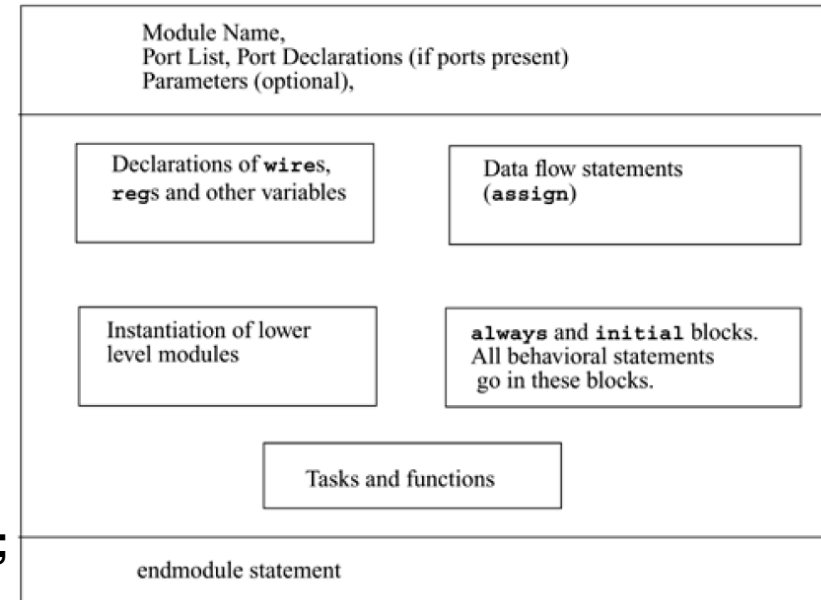 Module Name,
Port List, Port Declarations (if ports present)
Parameters (optional),
Declarations of wires,
regs and other variables
Data flow statements
(assign)
Instantiation of lower
level modules
always and initial blocks.
All behavioral statements
go in these blocks.
Tasks and functions
;
endmodule statement